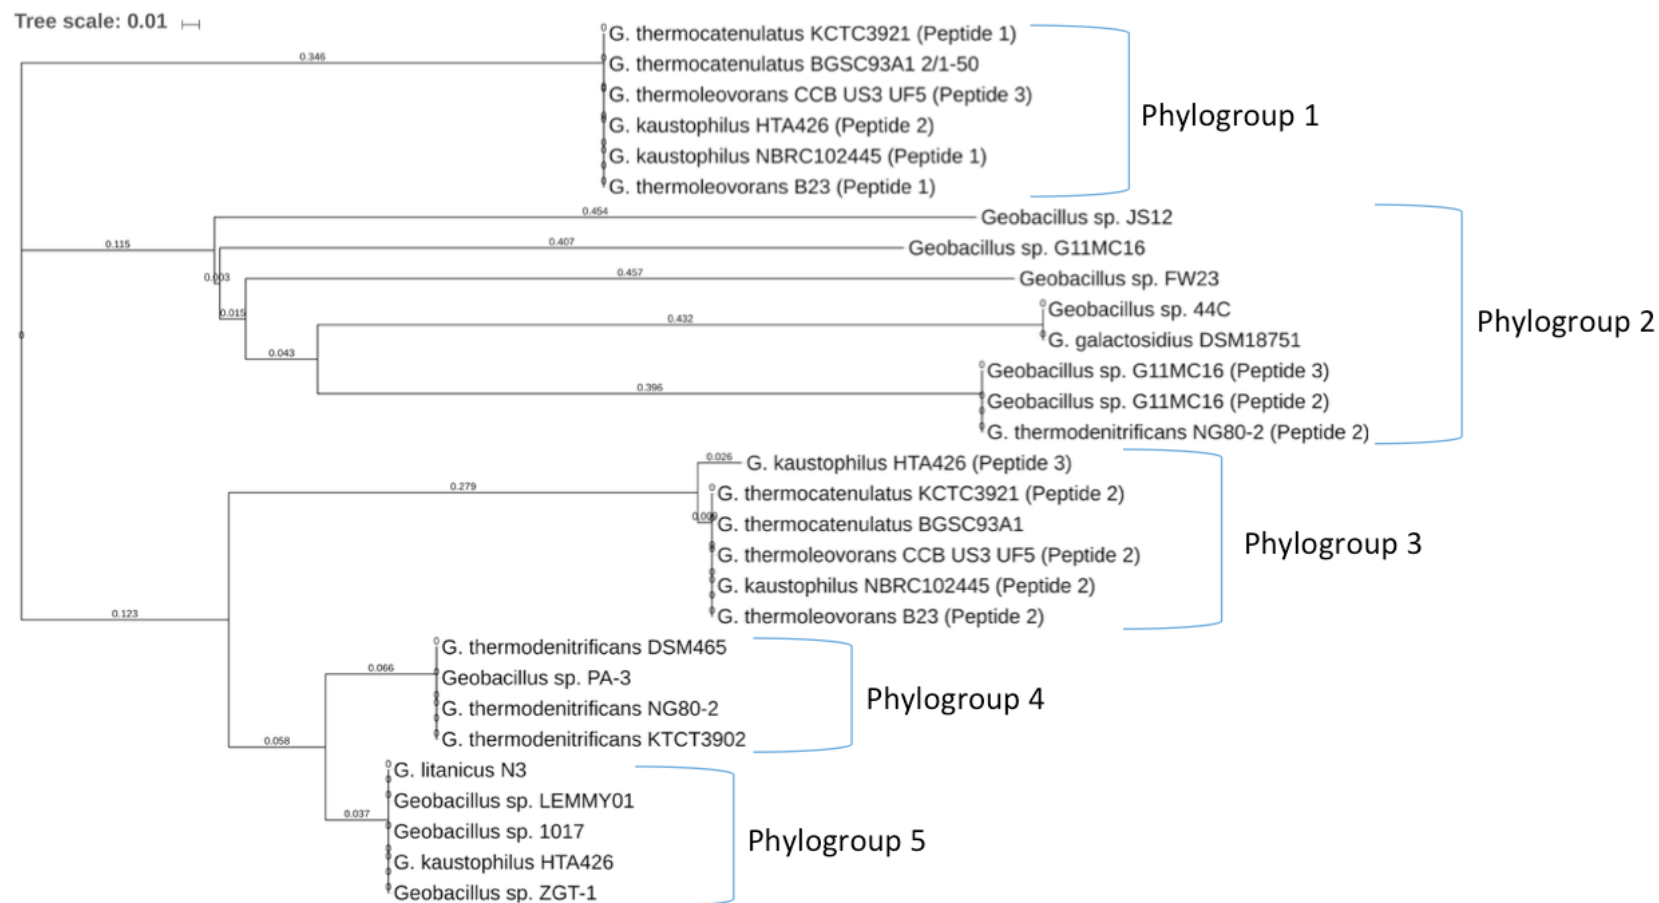 Tree scale: 0.01
G. thermocatenulatus KCTC3921 (Peptide 1)
0.346
G. thermocatenulatus BGSC93A1 2/1-50
G. thermoleovorans CCB US3 UF5 (Peptide 3)
Phylogroup 1
G. kaustophilus HTA426 (Peptide 2)
G. kaustophilus NBRC102445 (Peptide 1)
G. thermoleovorans B23 (Peptide 1)
0.454
Geobacillus sp. JS12
0.115
0.407
Geobacillus sp. G11MC16
0.003
0.457
Geobacillus sp. FW23
0.015
0.432
Geobacillus sp. 44C
Phylogroup 2
0
G. galactosidius DSM18751
0.043
Geobacillus sp. G11MC16 (Peptide 3)
0.396
Geobacillus sp. G11MC16 (Peptide 2)
G. thermodenitrificans NG80-2 (Peptide 2)
0.026
G. kaustophilus HTA426 (Peptide 3)
0.279
G. thermocatenulatus KCTC3921 (Peptide 2)
G. thermocatenulatus BGSC93A1
Phylogroup 3
G. thermoleovorans CCB US3 UF5 (Peptide 2)
G. kaustophilus NBRC102445 (Peptide 2)
0.123
G. thermoleovorans B23 (Peptide 2)
G. thermodenitrificans DSM465
0.066
Geobacillus sp. PA-3
Phylogroup 4
G. thermodenitrificans NG80-2
0.058
G. thermodenitrificans KTCT3902
G. litanicus N3
Geobacillus sp. LEMMY01
0.037
Geobacillus sp. 1017
Phylogroup 5
G. kaustophilus HTA426
Geobacillus sp. ZGT-1